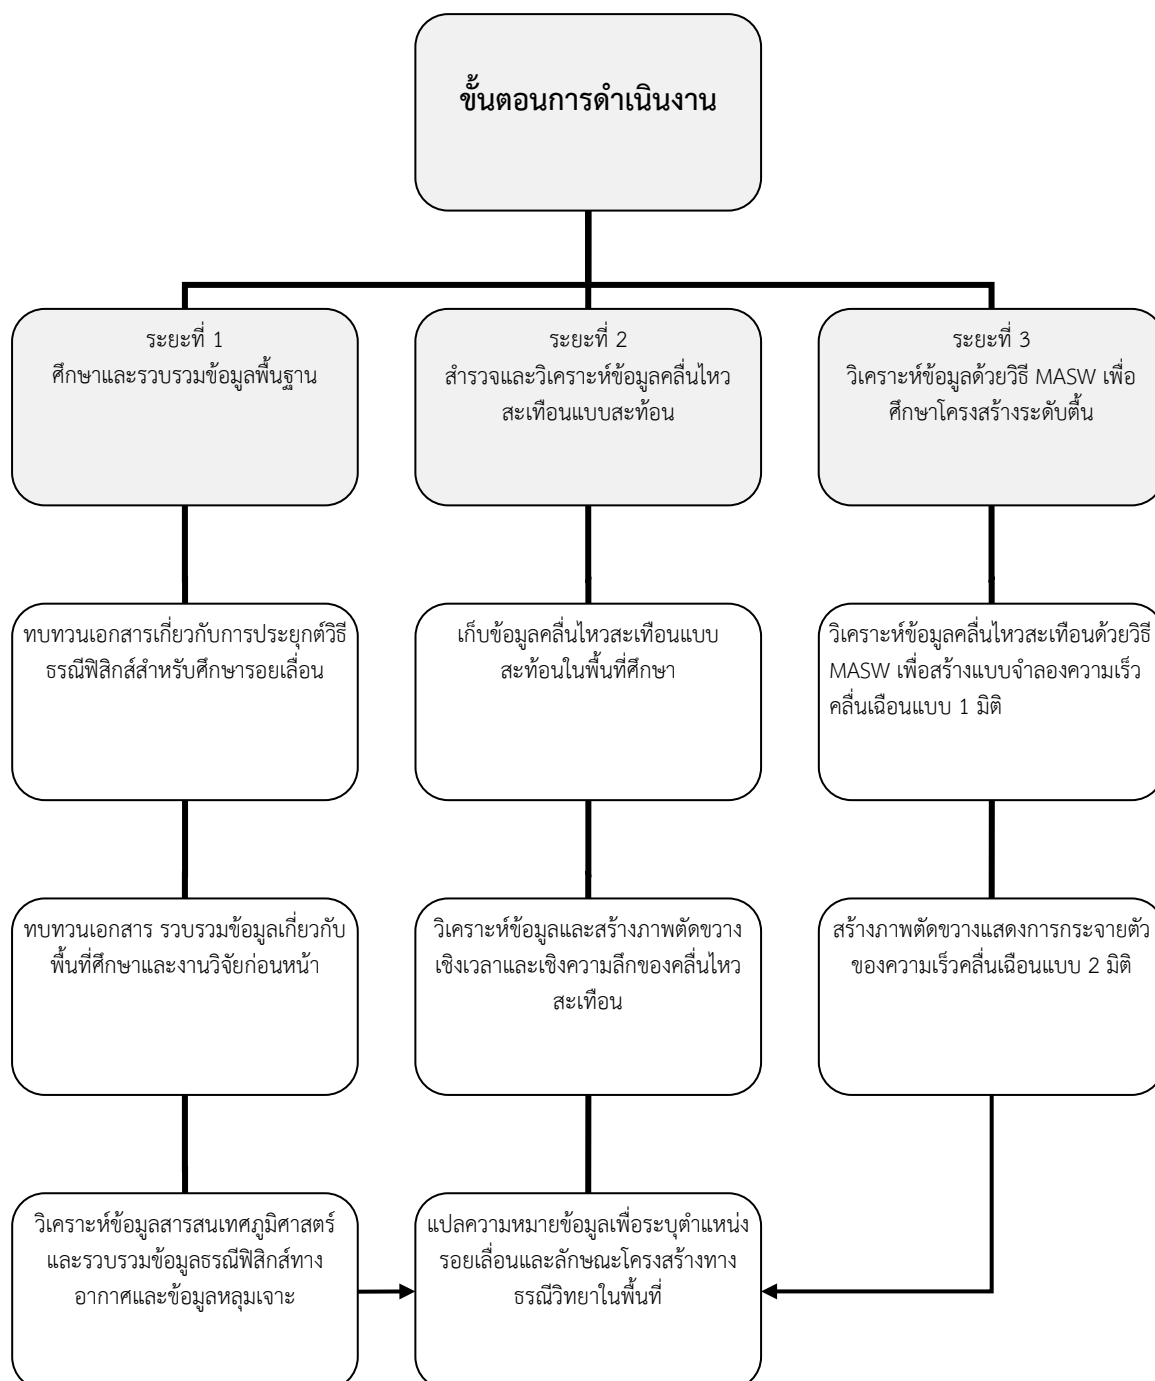 ขั้นตอนการดำเนินงาน
ระยะที่ 1
ศึกษาและรวบรวมข้อมูลพื้นฐาน
ระยะที่ 2
สำรวจและวิเคราะห์ข้อมูลคลื่นไหว
สะเทือนแบบสะท้อน
ระยะที่ 3
วิเคราะห์ข้อมูลด้วยวิธี MASW เพื่อ
ศึกษาโครงสร้างระดับตื้น
ทบทวนเอกสารเกี่ยวกับการประยุกต์วิธี
ธรณีฟิสิกส์สำหรับศึกษารอยเลื่อน
เก็บข้อมูลคลื่นไหวสะเทือนแบบ
สะท้อนในพื้นที่ศึกษา
วิเคราะห์ข้อมูลคลื่นไหวสะเทือนด้วยวิธี
MASW เพื่อสร้างแบบจำลองความเร็ว
คลื่นเฉือนแบบ 1 มิติ
ทบทวนเอกสาร รวบรวมข้อมูลเกี่ยวกับ
พื้นที่ศึกษาและงานวิจัยก่อนหน้า
วิเคราะห์ข้อมูลและสร้างภาพตัดขวาง
เชิงเวลาและเชิงความลึกของคลื่นไหว
สะเทือน
สร้างภาพตัดขวางแสดงการกระจายตัว
ของความเร็วคลื่นเฉือนแบบ 2 มิติ
วิเคราะห์ข้อมูลสารสนเทศภูมิศาสตร์
และรวบรวมข้อมูลธรณีฟิสิกส์ทาง
อากาศและข้อมูลหลุมเจาะ
แปลความหมายข้อมูลเพื่อระบุตำแหน่ง
รอยเลื่อนและลักษณะโครงสร้างทาง
ธรณีวิทยาในพื้นที่